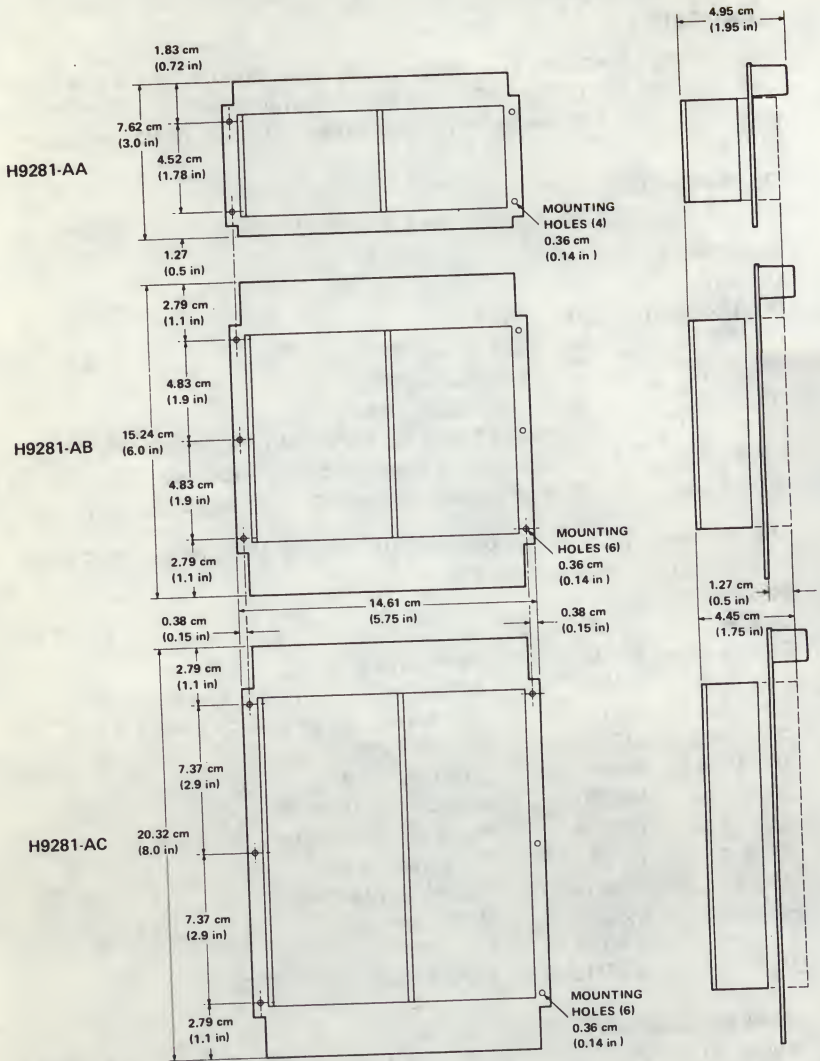 4.95 cm
(1.95 in)
1.83 cm
(0.72 in)
7.62 cm
(3.0 in)
4.52 cm
(1.78 in)
H9281-AA
MOUNTING
HOLES (4)
0.36 cm
(0.14 in)
1.27
(0.5 in)
2.79 cm
(1.1 in)
4.83 cm
(1.9 in)
H9281-AB
15.24 cm
(6.0 in)
4.83 cm
(1.9 in)
MOUNTING
HOLES (6)
0.36 cm
(0.14 in)
2.79 cm
(1.1 in)
1.27 cm
(0.5 in)
14.61 cm
(5.75 in)
0.38 cm
(0.15 in)
0.38 cm
(0.15 in)
4.45 cm
(1.75 in)
2.79 cm
(1.1 in)
7.37 cm
(2.9 in)
20.32 cm
(8.0 in)
H9281-AC
7.37 cm
(2.9 in)
MOUNTING
HOLES (6)
0.36 cm
(0.14 in)
2.79 cm
(1.1 in)